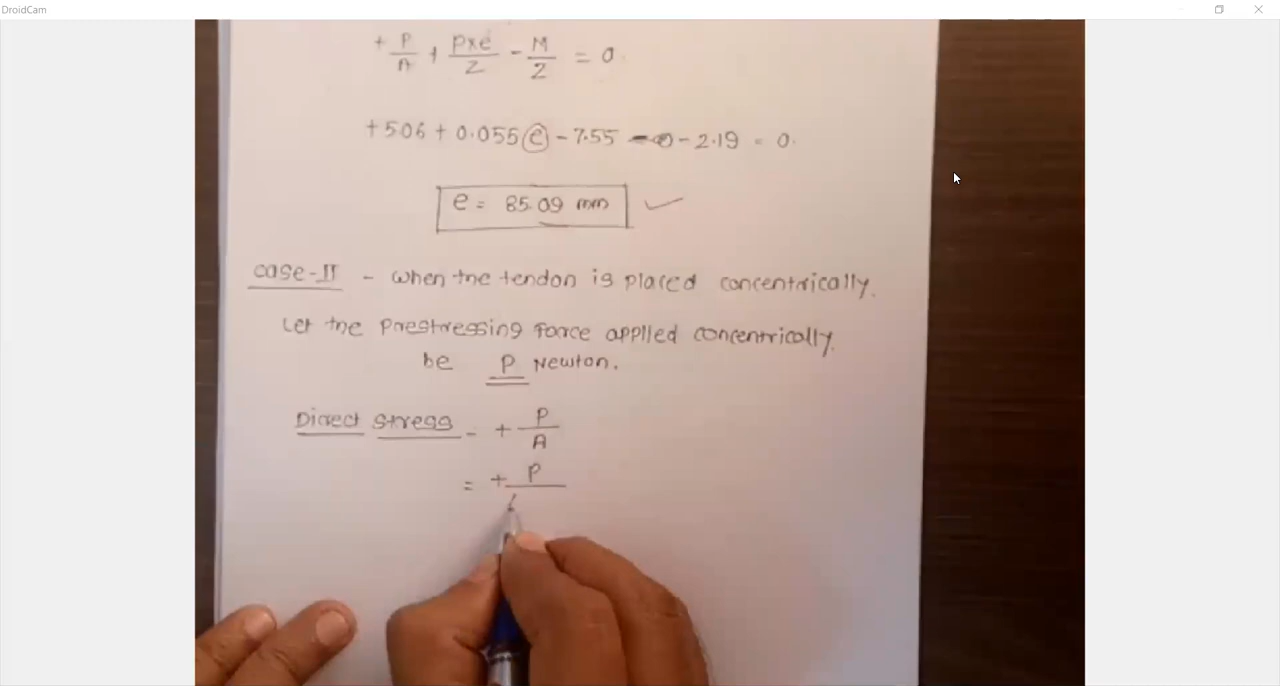 DroidCam
+ P/A + P×e/Z - M/Z = 0.
+5.06 + 0.055 e - 7.55 - 0 - 2.19 = 0.
e = 85.09 mm
Case-II - When the tendon is placed concentrically.
Let the Prestressing Force applied concentrically.
be P Newton.
Direct Stress = + P/A
= + P